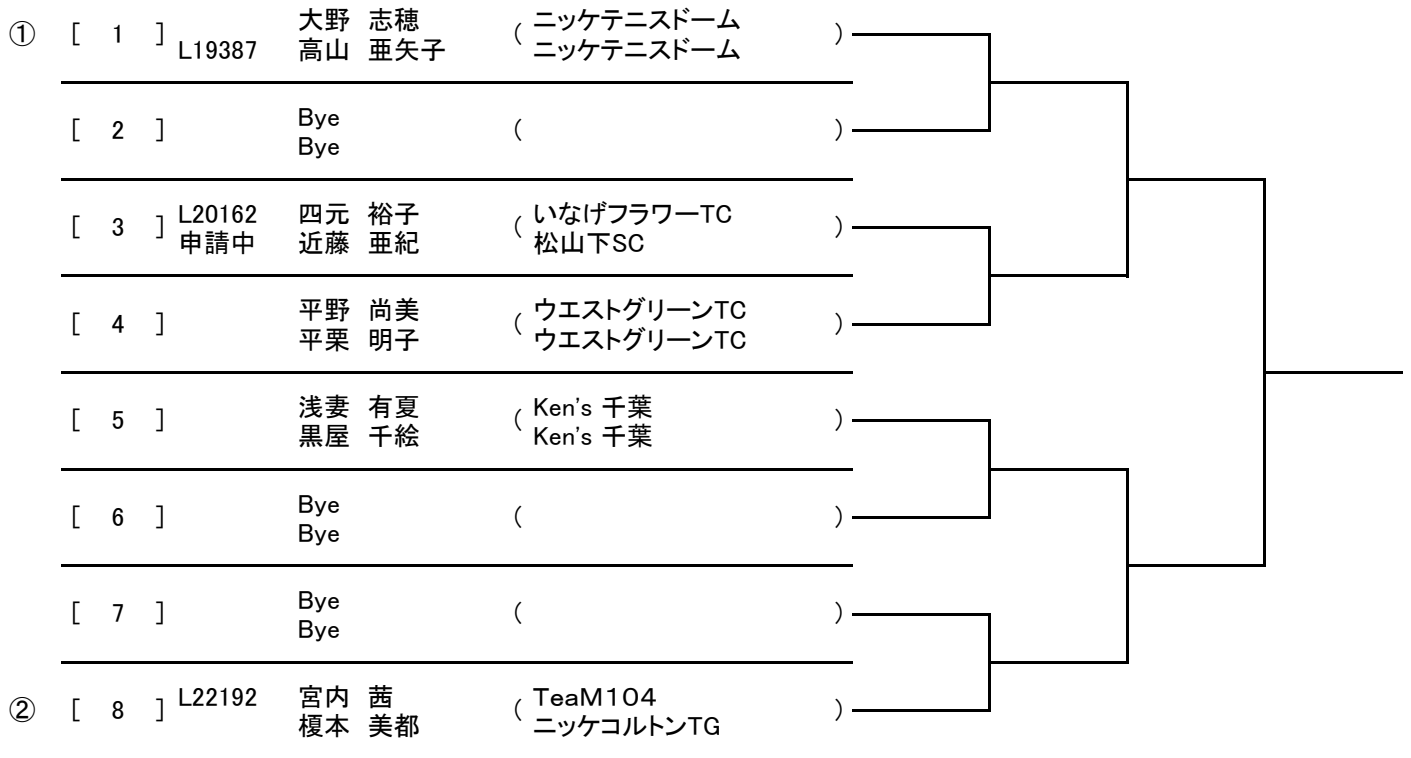 ① [ 1 ] 大野 志穂 ( ニッケテニスドーム )
L19387 高山 亜矢子 ニッケテニスドーム
[ 2 ] Bye ( )
Bye
[ 3 ] L20162 四元 裕子 ( いなげフラワーTC )
申請中 近藤 亜紀 松山下SC
[ 4 ] 平野 尚美 ( ウエストグリーンTC )
平栗 明子 ウエストグリーンTC
[ 5 ] 浅妻 有夏 ( Ken's 千葉 )
黒屋 千絵 Ken's 千葉
[ 6 ] Bye ( )
Bye
[ 7 ] Bye ( )
Bye
② [ 8 ] L22192 宮内 茜 ( TeaM104 )
榎本 美都 ニッケコルトンTG